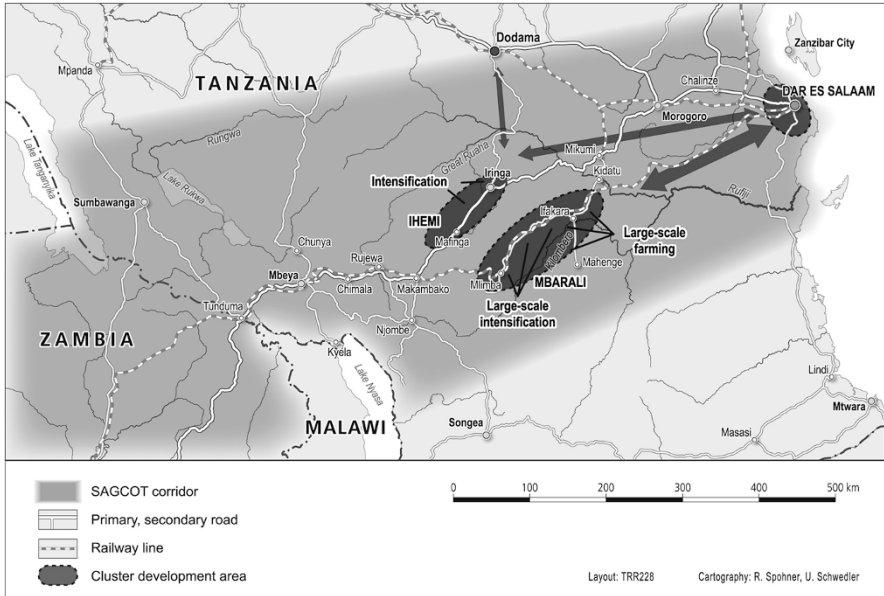 Zanzibar City
Dodama
Mpanda
TANZANIA
Chalinze
DAR ES SALAAM
Morogoro
Rungwa
Great Ruaha
Mikumi
Lake Tanganyika
Lake Rukwa
Iringa
Kidatu
Intensification
Rufiji
Sumbawanga
IHEMI
Ifakara
Large-scale
farming
Mafinga
Kilombero
Chunya
Rujewa
Mahenge
Mbeya
MBARALI
Chimala
Makambako
Mlimba
Large-scale
intensification
Tunduma
ZAMBIA
Njombe
Kyela
Lake Nyasa
Lindi
MALAWI
Mtwara
Songea
Masasi
SAGCOT corridor
0 100 200 300 400 500 km
Primary, secondary road
Railway line
Cluster development area
Layout: TRR228
Cartography: R. Spohner, U. Schwedler